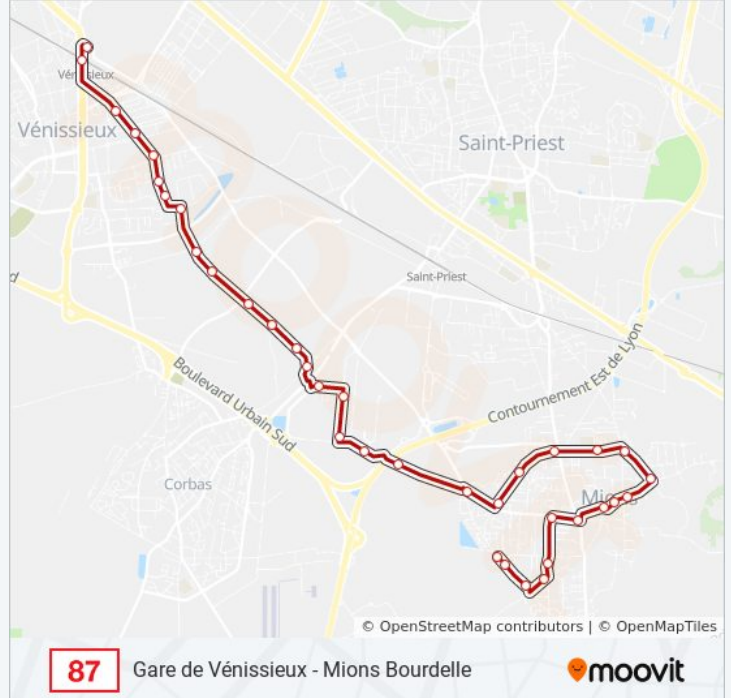 Vénissieux
Vénissieux
Saint-Priest
Saint-Priest
Contournement Est de Lyon
Boulevard Urbain Sud
Corbas
Mions
© OpenStreetMap contributors | © OpenMapTiles
87 Gare de Vénissieux - Mions Bourdelle moovit